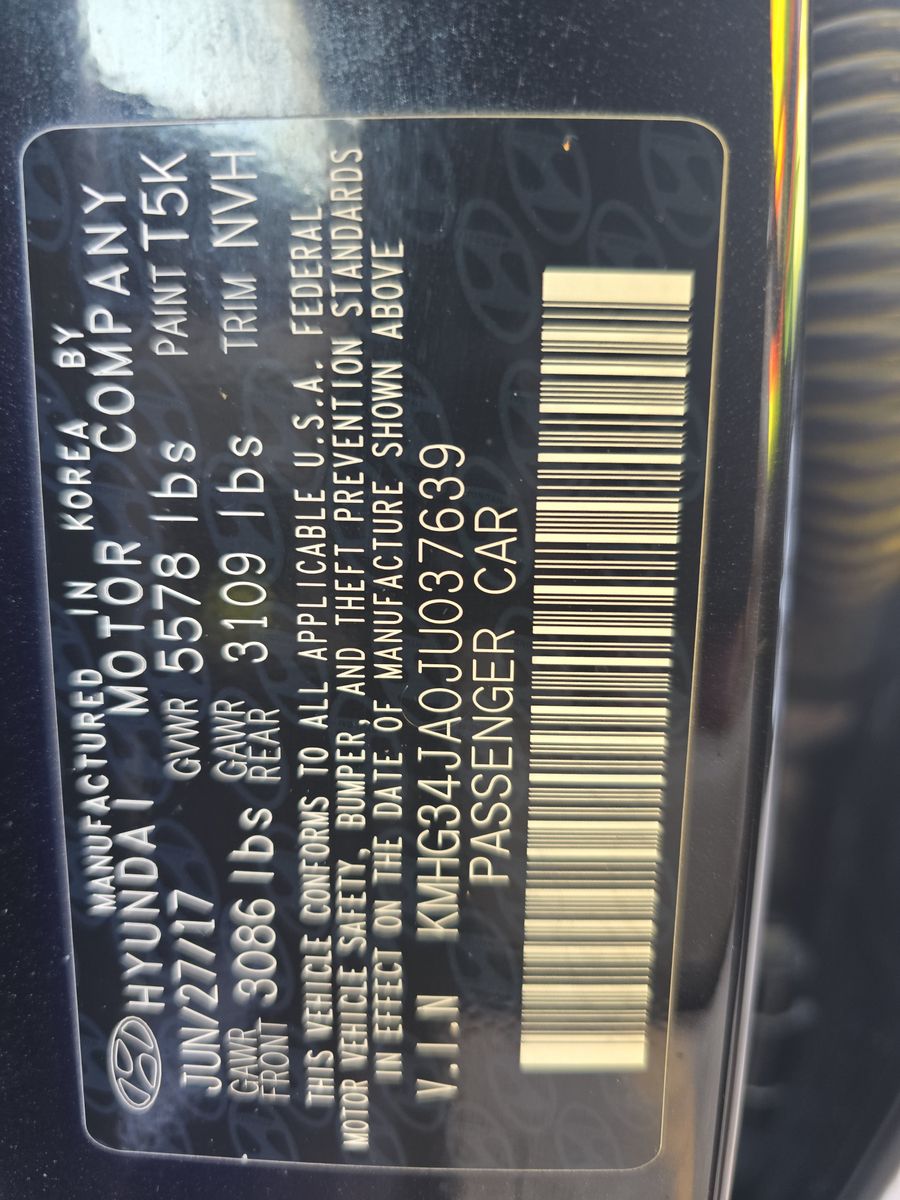 MANUFACTURED IN KOREA BY
HYUNDAI MOTOR COMPANY
JUN/27/17 GVWR 5578 lbs PAINT T5K
GAWR FRONT 3086 lbs GAWR REAR 3109 lbs TRIM NVH
THIS VEHICLE CONFORMS TO ALL APPLICABLE U.S.A. FEDERAL
MOTOR VEHICLE SAFETY, BUMPER, AND THEFT PREVENTION STANDARDS
IN EFFECT ON THE DATE OF MANUFACTURE SHOWN ABOVE
V.I.N KMHG34JA0JU037639
PASSENGER CAR